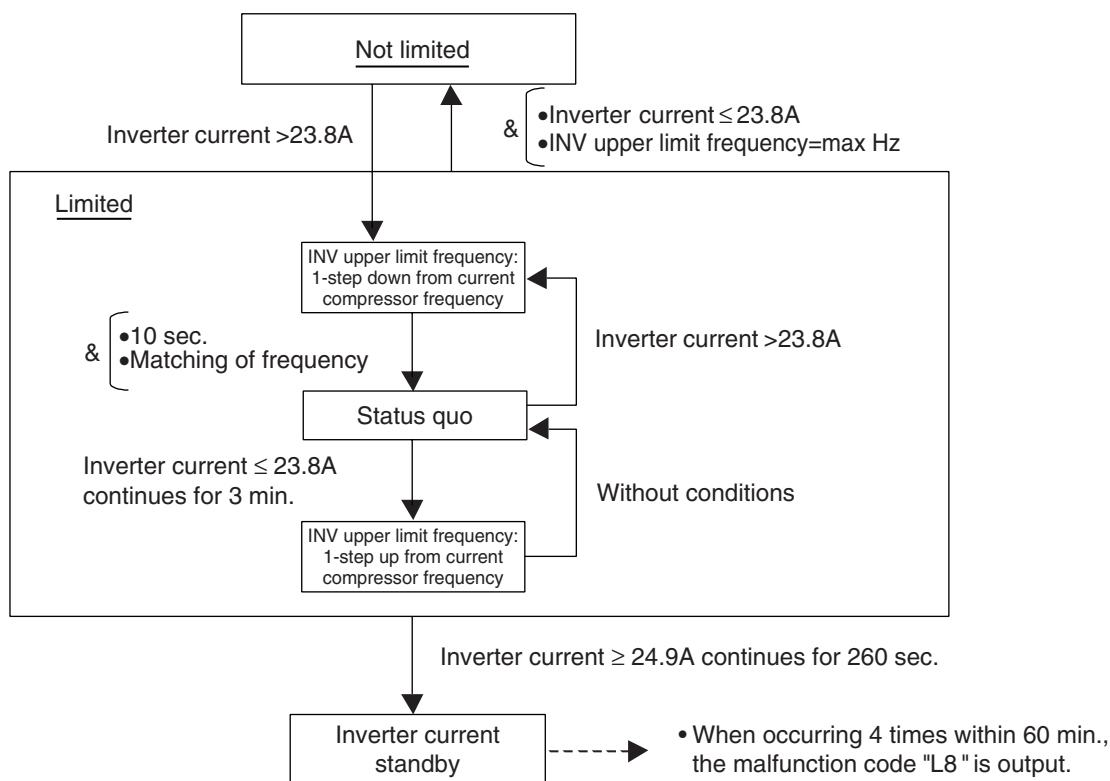 Not limited
Inverter current >23.8A
&
•Inverter current ≤ 23.8A
•INV upper limit frequency=max Hz
Limited
INV upper limit frequency:
1-step down from current
compressor frequency
&
•10 sec.
•Matching of frequency
Inverter current >23.8A
Status quo
Inverter current ≤ 23.8A
continues for 3 min.
Without conditions
INV upper limit frequency:
1-step up from current
compressor frequency
Inverter current ≥ 24.9A continues for 260 sec.
Inverter current
standby
• When occurring 4 times within 60 min.,
the malfunction code "L8 " is output.